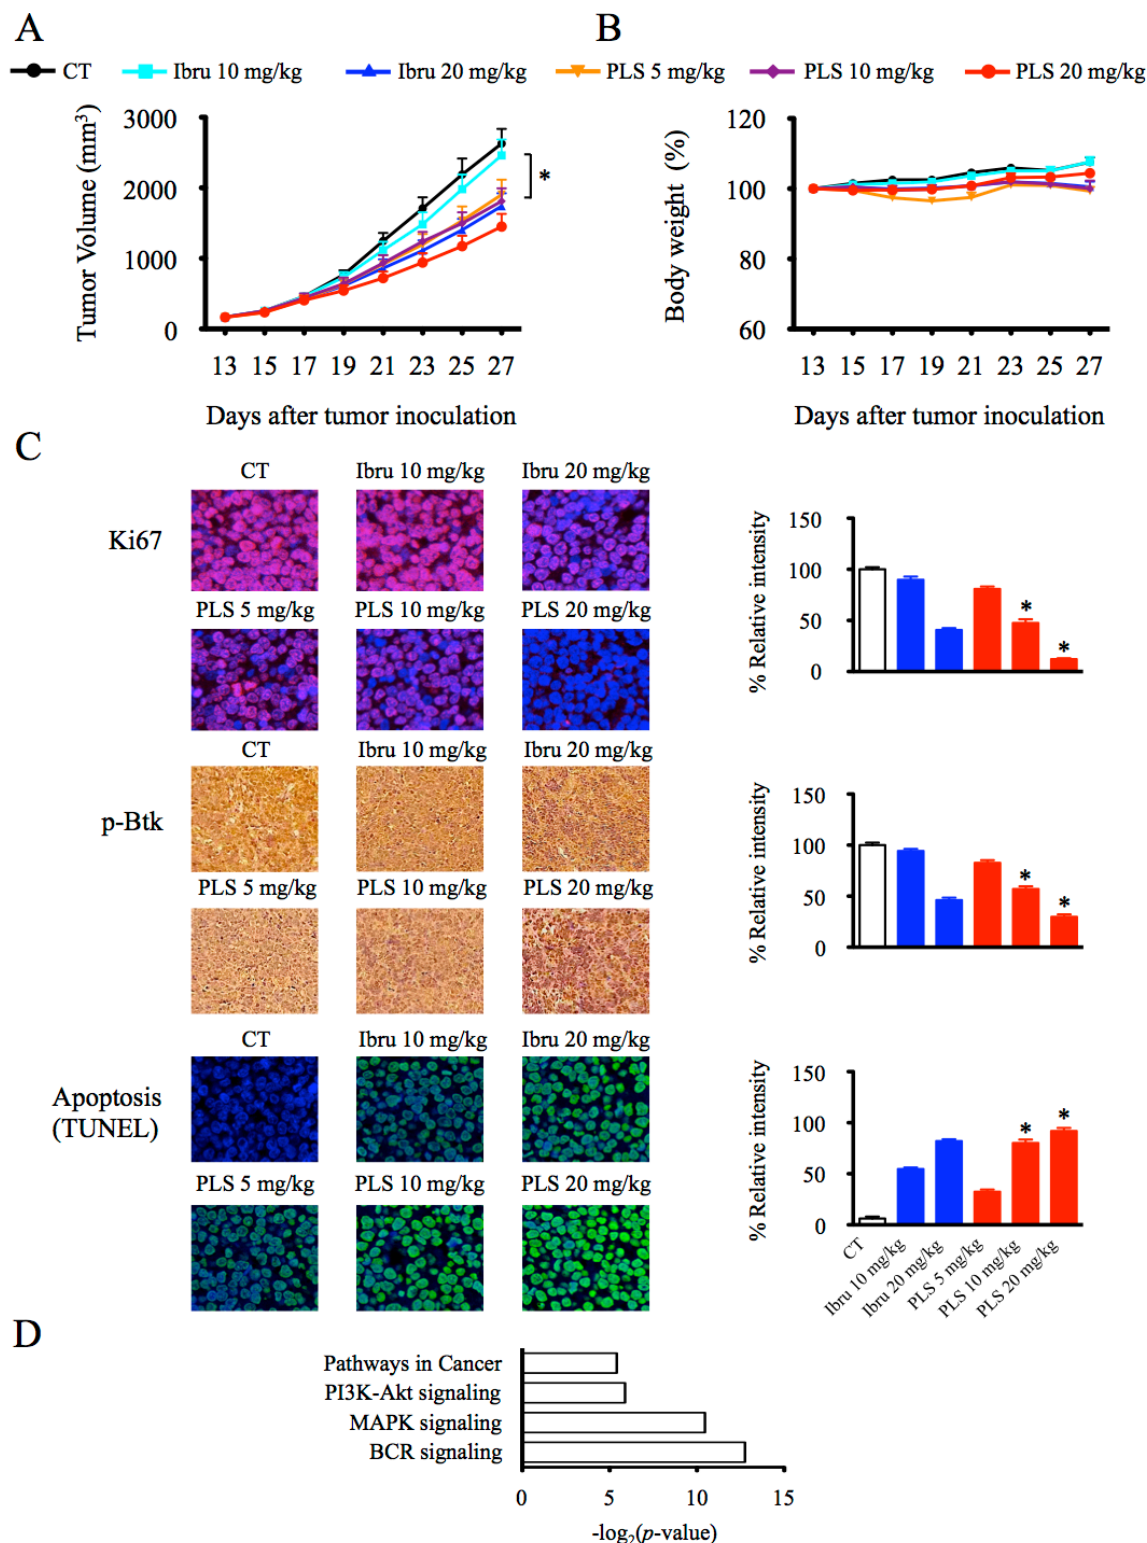 A
B
CT Ibru 10 mg/kg Ibru 20 mg/kg PLS 5 mg/kg PLS 10 mg/kg PLS 20 mg/kg
Tumor Volume (mm³)
3000
2000
1000
0
*
13 15 17 19 21 23 25 27
Days after tumor inoculation
Body weight (%)
120
100
80
60
13 15 17 19 21 23 25 27
Days after tumor inoculation
C
CT Ibru 10 mg/kg Ibru 20 mg/kg
Ki67
PLS 5 mg/kg PLS 10 mg/kg PLS 20 mg/kg
% Relative intensity
150
100
50
0
* *
CT Ibru 10 mg/kg Ibru 20 mg/kg
p-Btk
PLS 5 mg/kg PLS 10 mg/kg PLS 20 mg/kg
% Relative intensity
150
100
50
0
* *
CT Ibru 10 mg/kg Ibru 20 mg/kg
Apoptosis
(TUNEL)
PLS 5 mg/kg PLS 10 mg/kg PLS 20 mg/kg
% Relative intensity
150
100
50
0
* *
CT
Ibru 10 mg/kg
Ibru 20 mg/kg
PLS 5 mg/kg
PLS 10 mg/kg
PLS 20 mg/kg
D
Pathways in Cancer
PI3K-Akt signaling
MAPK signaling
BCR signaling
0 5 10 15
-log₂(p-value)